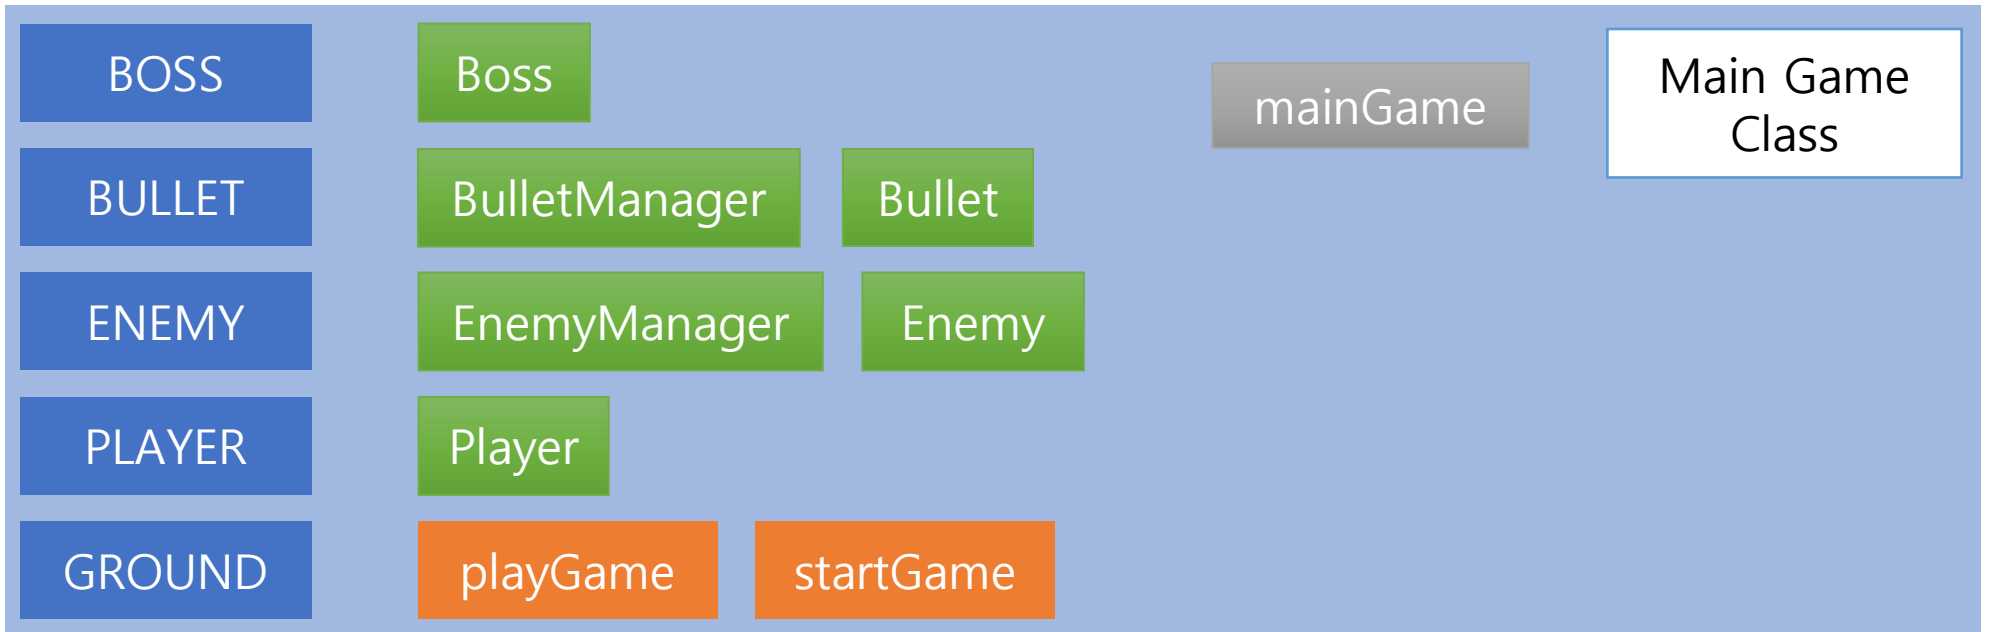 BOSS
Boss
mainGame
Main Game
Class
BULLET
BulletManager
Bullet
ENEMY
EnemyManager
Enemy
PLAYER
Player
GROUND
playGame
startGame